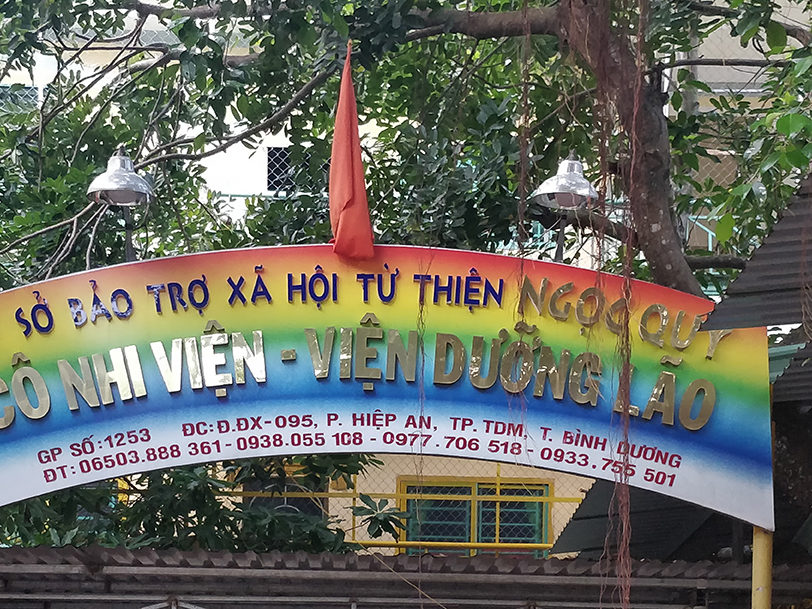 SỞ BẢO TRỢ XÃ HỘI TỪ THIỆN NGỌC QUÝ
CÔ NHI VIỆN - VIỆN DƯỠNG LÃO
GP SỐ:1253 ĐC: Đ.ĐX-095, P. HIỆP AN, TP. TDM, T. BÌNH DƯƠNG
ĐT: 06503.888 361 - 0938.055 108 - 0977.706 518 - 0933.755 501